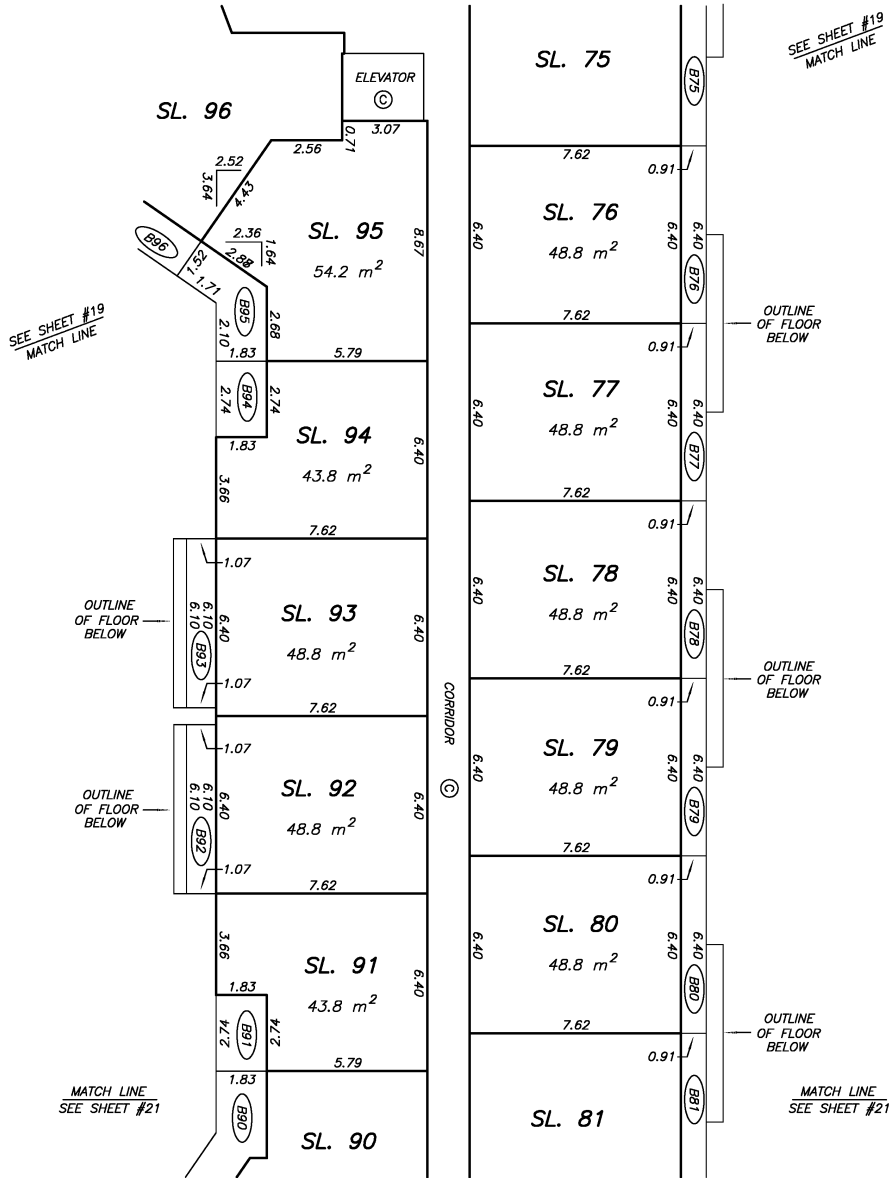 SEE SHEET #19
MATCH LINE
SL. 75
B75
ELEVATOR
C
3.07
SL. 96
2.56
0.71
2.52
3.64
4.43
SL. 95
54.2 m²
8.67
B96
2.36
1.64
2.88
1.52
1.71
B95
2.10
2.68
1.83
5.79
SEE SHEET #19
MATCH LINE
7.62
0.91
SL. 76
48.8 m²
6.40
6.40
6.40
B76
7.62
0.91
OUTLINE
OF FLOOR
BELOW
SL. 77
48.8 m²
6.40
6.40
6.40
B77
7.62
0.91
2.74
B94
2.74
1.83
SL. 94
43.8 m²
6.40
3.66
7.62
SL. 78
48.8 m²
6.40
6.40
6.40
B78
7.62
0.91
OUTLINE
OF FLOOR
BELOW
1.07
OUTLINE
OF FLOOR
BELOW
6.10
6.10
6.40
B93
SL. 93
48.8 m²
6.40
1.07
7.62
CORRIDOR
C
SL. 79
48.8 m²
6.40
6.40
6.40
B79
7.62
0.91
1.07
OUTLINE
OF FLOOR
BELOW
6.10
6.10
6.40
B92
SL. 92
48.8 m²
6.40
1.07
7.62
SL. 80
48.8 m²
6.40
6.40
6.40
B80
7.62
0.91
OUTLINE
OF FLOOR
BELOW
3.66
SL. 91
43.8 m²
6.40
1.83
2.74
B91
2.74
5.79
1.83
B90
SL. 90
SL. 81
B81
MATCH LINE
SEE SHEET #21
MATCH LINE
SEE SHEET #21